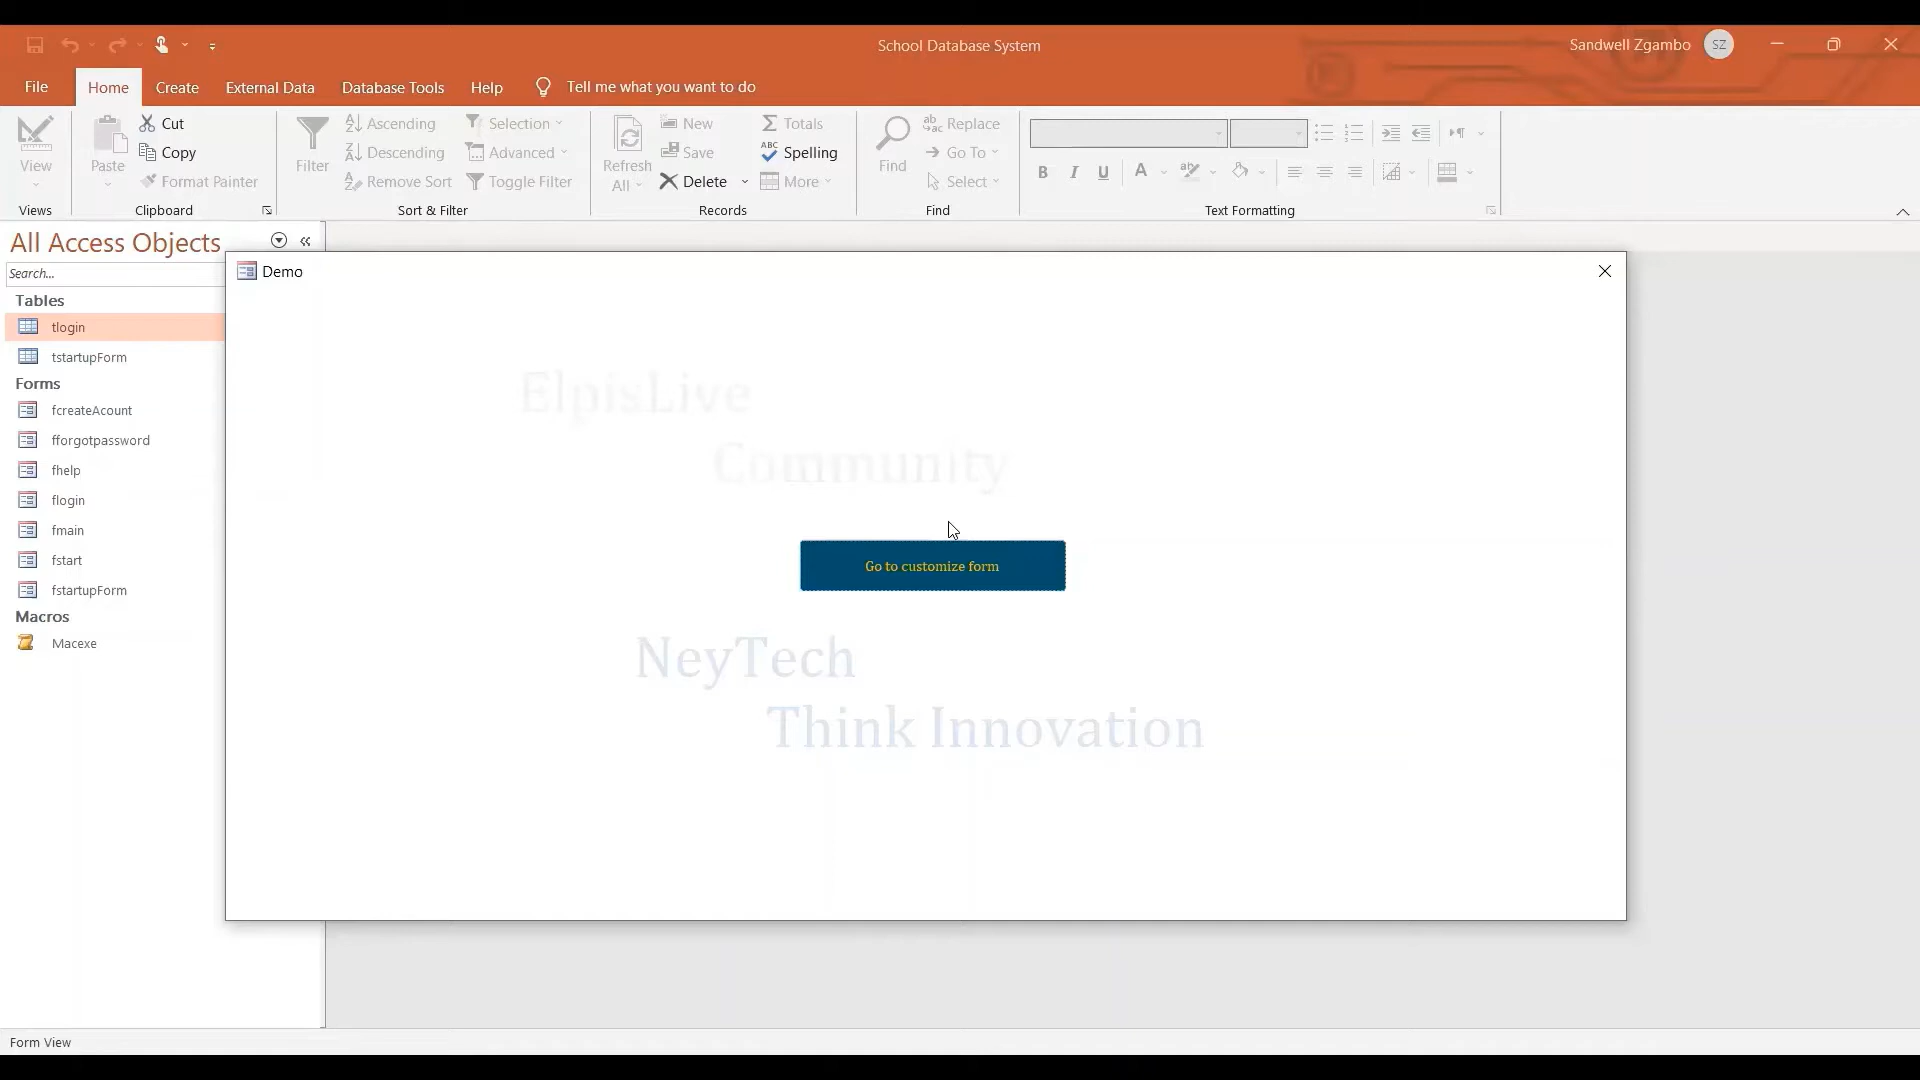 School Database System
Sandwell Zgambo SZ
File Home Create External Data Database Tools Help Tell me what you want to do
View
Paste
Cut
Copy
Format Painter
Filter
Ascending
Descending
Remove Sort
Selection
Advanced
Toggle Filter
Refresh All
New
Save
Delete
Totals
Spelling
More
Find
Replace
Go To
Select
B I U A
Views Clipboard Sort & Filter Records Find Text Formatting
All Access Objects
Search...
Tables
tlogin
tstartupForm
Forms
fcreateAcount
fforgotpassword
fhelp
flogin
fmain
fstart
fstartupForm
Macros
Macexe
Demo
ElpisLive
Community
Go to customize form
NeyTech
Think Innovation
Form View